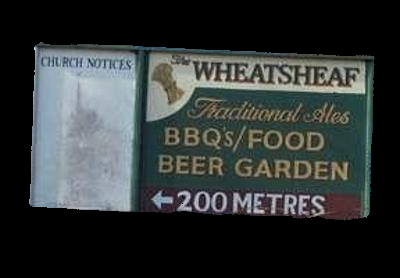 CHURCH NOTICES
The
WHEATSHEAF
Traditional Ales
BBQ's/FOOD
BEER GARDEN
←200 METRES